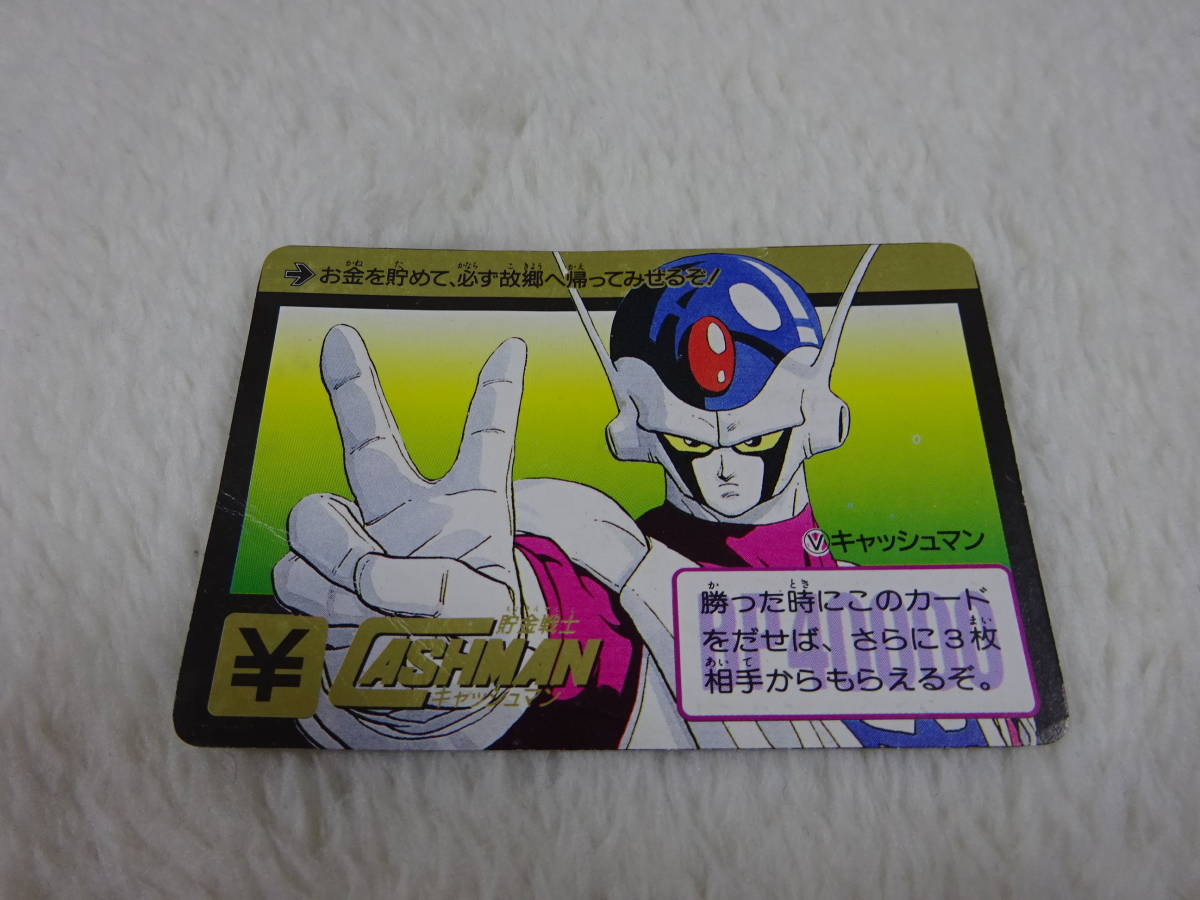 お金を貯めて、必ず故郷へ帰ってみせるぞ!
Ⓥキャッシュマン
勝った時にこのカード
をだせば、さらに3枚
相手からもらえるぞ。
¥
貯金戦士
CASHMAN
キャッシュマン